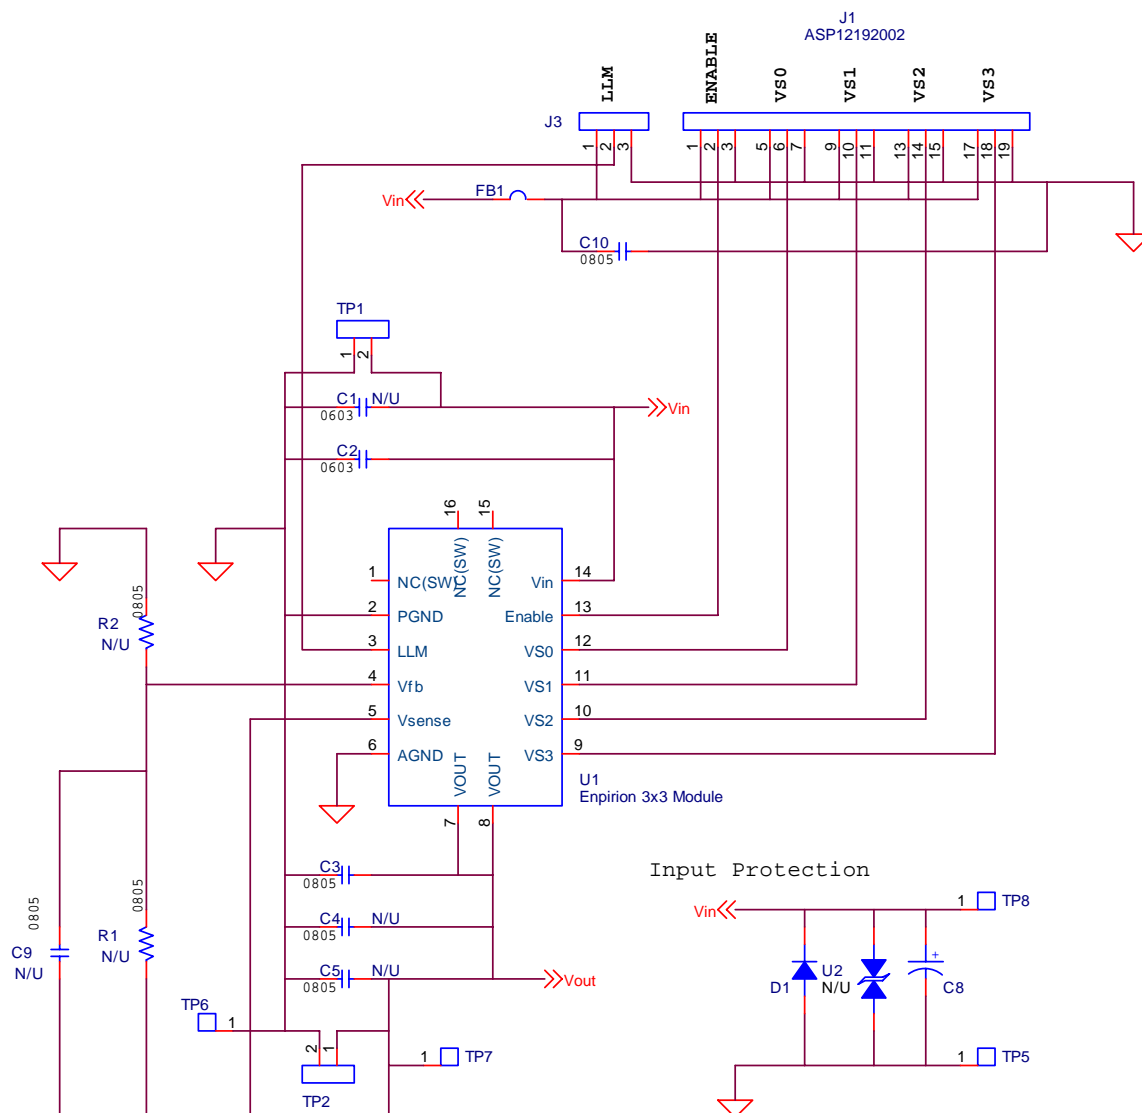 J1
ASP12192002
LLM
ENABLE
VS0
VS1
VS2
VS3
J3
1
2
3
1
2
3
5
6
7
9
10
11
13
14
15
17
18
19
Vin
FB1
C10
0805
TP1
1
2
C1
N/U
0603
Vin
C2
0603
16
15
NC(SW)
NC(SW)
1
NC(SW)
Vin
14
2
PGND
Enable
13
0805
R2
N/U
3
LLM
VS0
12
4
Vfb
VS1
11
5
Vsense
VS2
10
6
AGND
VS3
9
VOUT
VOUT
U1
Enpirion 3x3 Module
7
8
C3
0805
Input Protection
0805
0805
1
TP8
Vin
C4
N/U
0805
R1
N/U
C9
N/U
+
C5
N/U
0805
Vout
U2
N/U
D1
C8
TP6
1
2
1
1
TP7
1
TP5
TP2